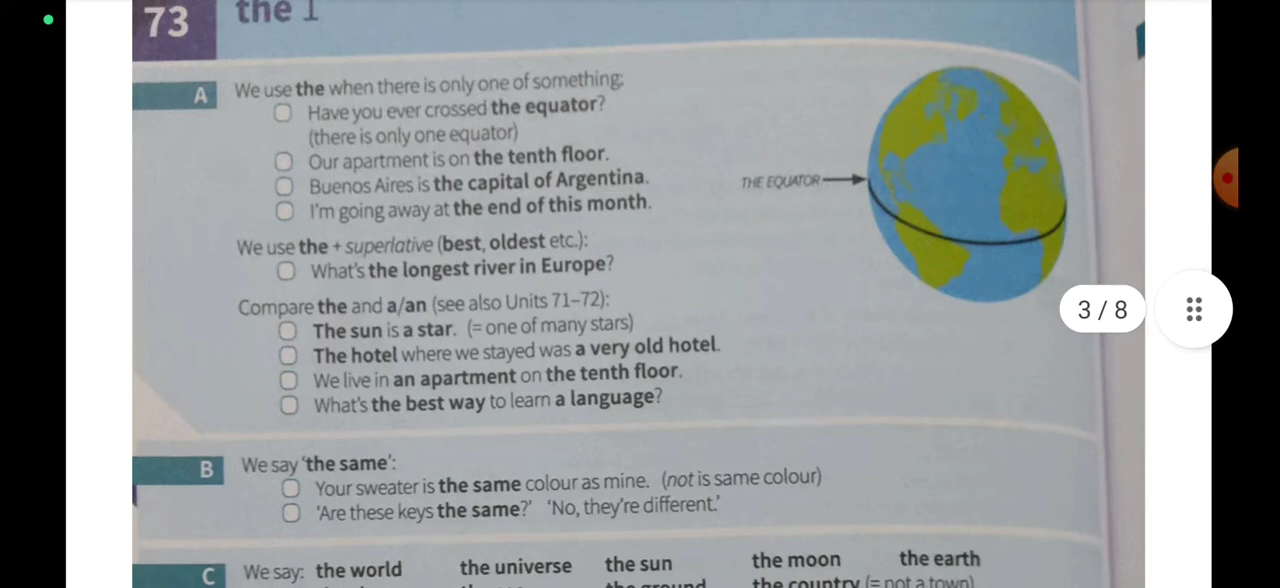 73 the 1
A We use the when there is only one of something:
Have you ever crossed the equator?
(there is only one equator)
Our apartment is on the tenth floor.
Buenos Aires is the capital of Argentina.
I'm going away at the end of this month.
THE EQUATOR
We use the + superlative (best, oldest etc.):
What's the longest river in Europe?
Compare the and a/an (see also Units 71–72):
The sun is a star. (= one of many stars)
The hotel where we stayed was a very old hotel.
We live in an apartment on the tenth floor.
What's the best way to learn a language?
3 / 8
B We say 'the same':
Your sweater is the same colour as mine. (not is same colour)
'Are these keys the same?' 'No, they're different.'
C We say: the world the universe the sun the moon the earth
the ground the country (= not a town)